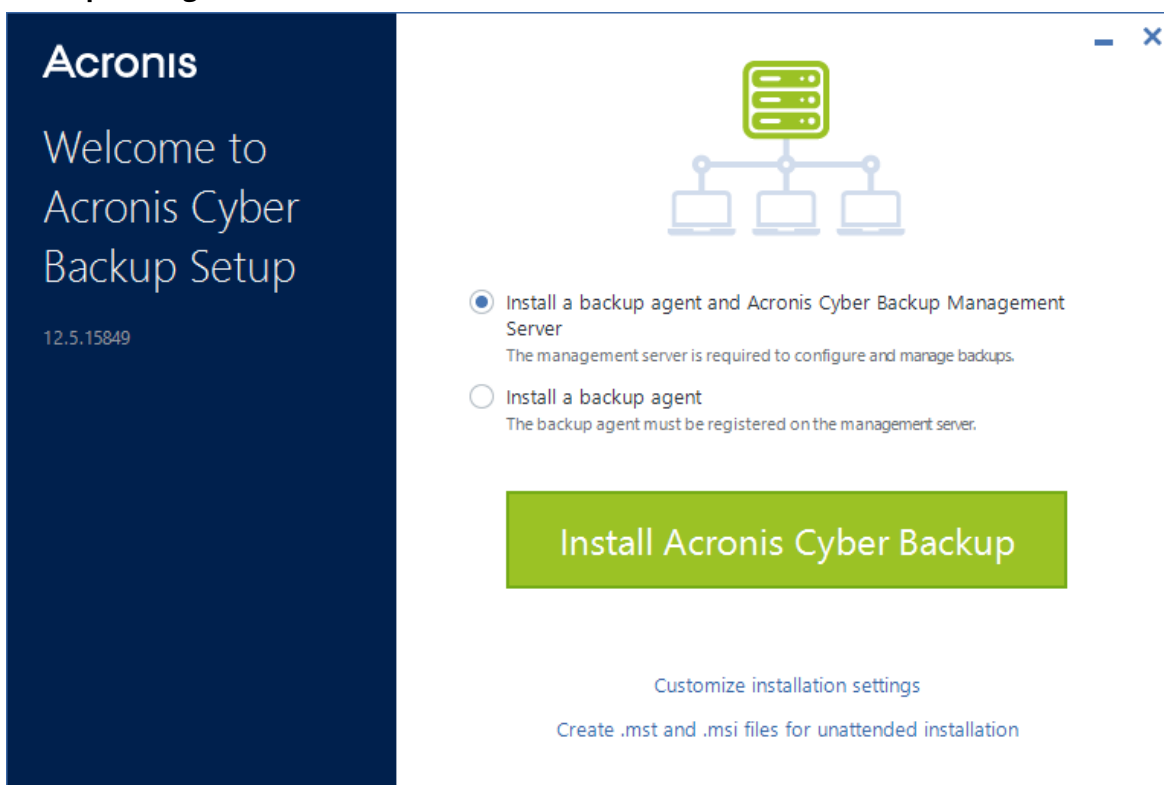 Acronis
Welcome to
Acronis Cyber
Backup Setup
12.5.15849
Install a backup agent and Acronis Cyber Backup Management
Server
The management server is required to configure and manage backups.
Install a backup agent
The backup agent must be registered on the management server.
Install Acronis Cyber Backup
Customize installation settings
Create .mst and .msi files for unattended installation